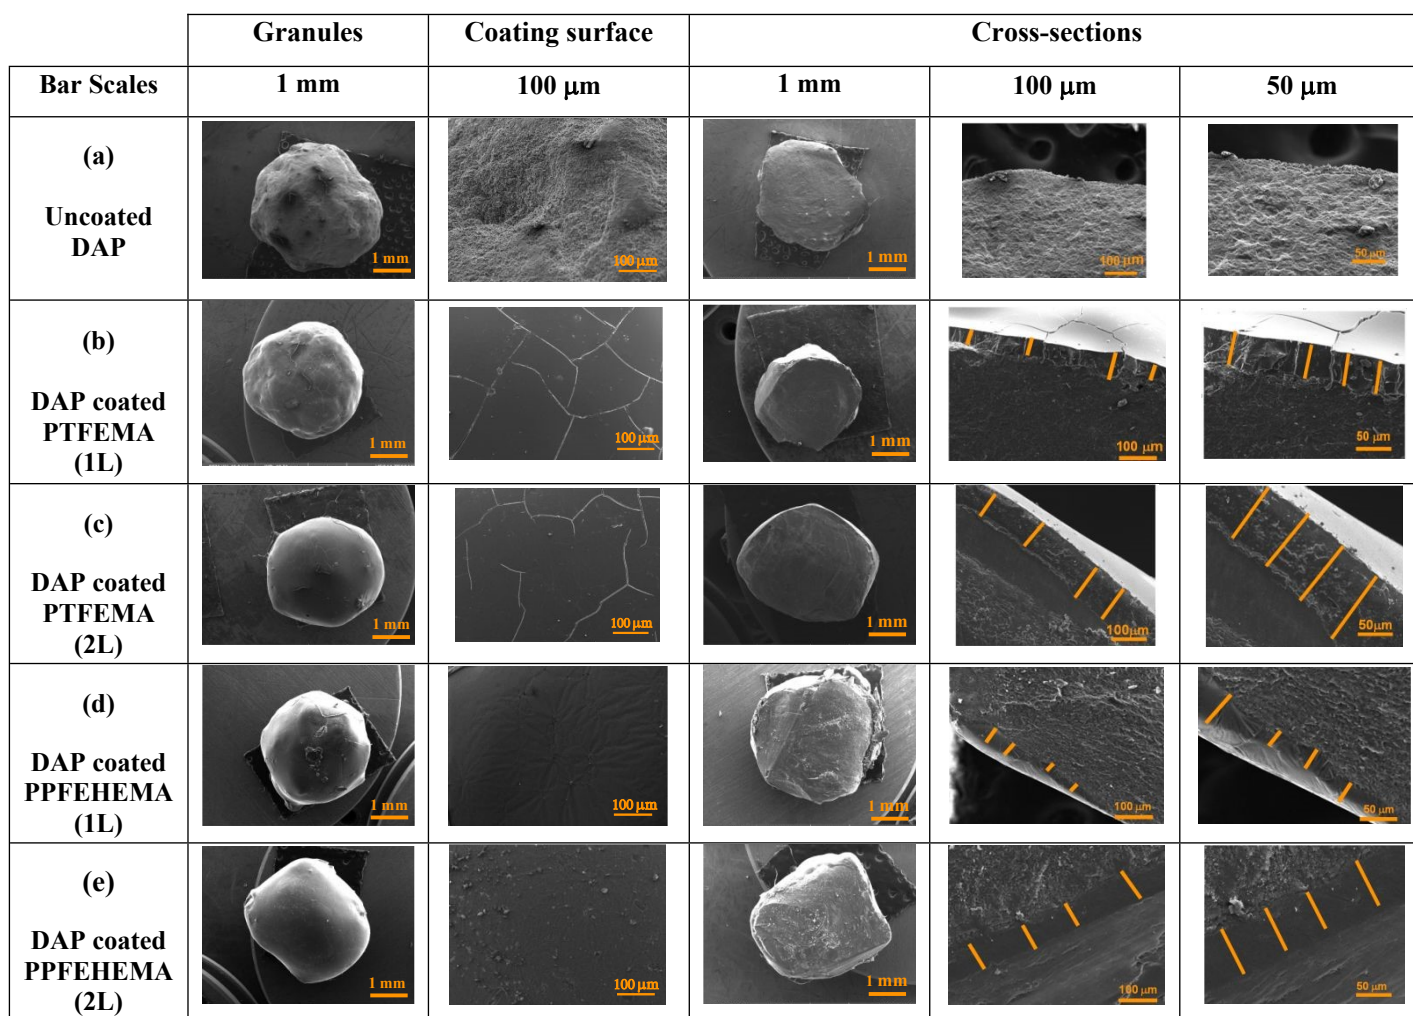 Granules Coating surface Cross-sections
Bar Scales 1 mm 100 μm 1 mm 100 μm 50 μm
(a)
Uncoated
DAP
1 mm 100 μm 1 mm 100 μm 50 μm
(b)
DAP coated
PTFEMA
(1L)
1 mm 100 μm 1 mm 100 μm 50 μm
(c)
DAP coated
PTFEMA
(2L)
1 mm 100 μm 1 mm 100μm 50μm
(d)
DAP coated
PPFEHEMA
(1L)
1 mm 100 μm 1 mm 100 μm 50 μm
(e)
DAP coated
PPFEHEMA
(2L)
1 mm 100 μm 1 mm 100 μm 50 μm